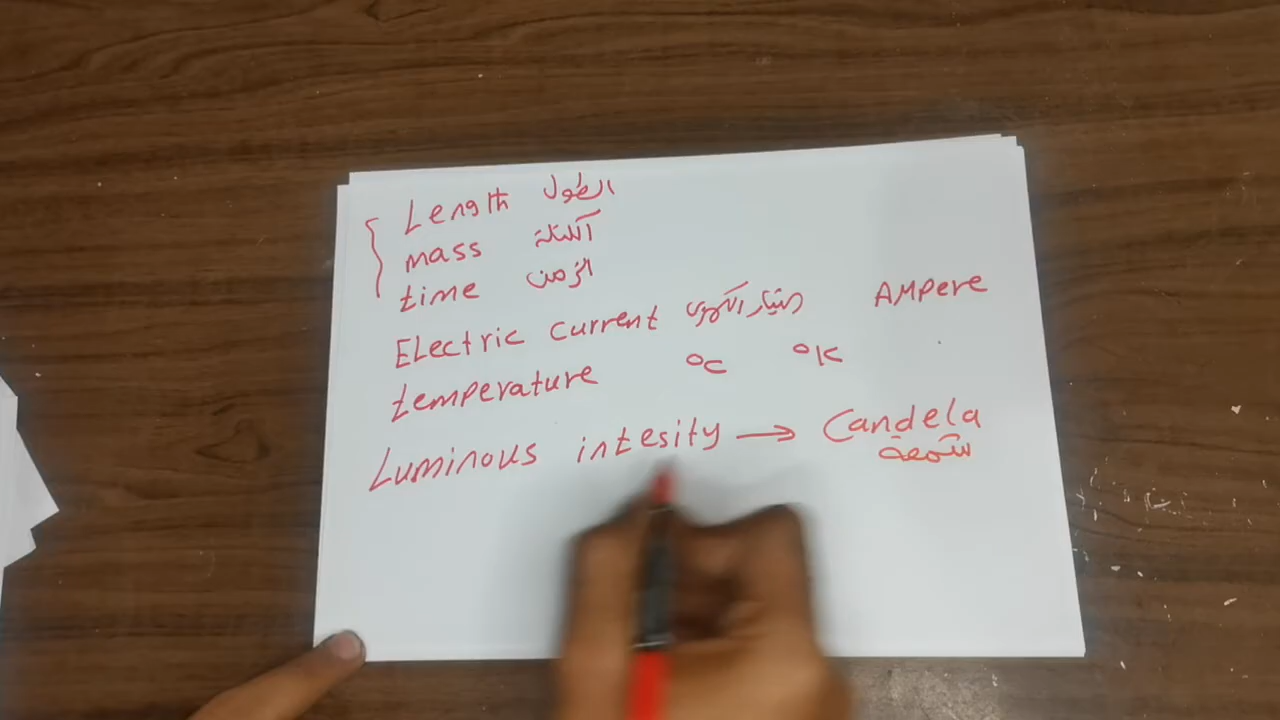 Length الطول
mass الكتلة
time الزمن
Electric current التيار الكهربي Ampere
temperature °c °K
Luminous intesity → Candela
شمعة